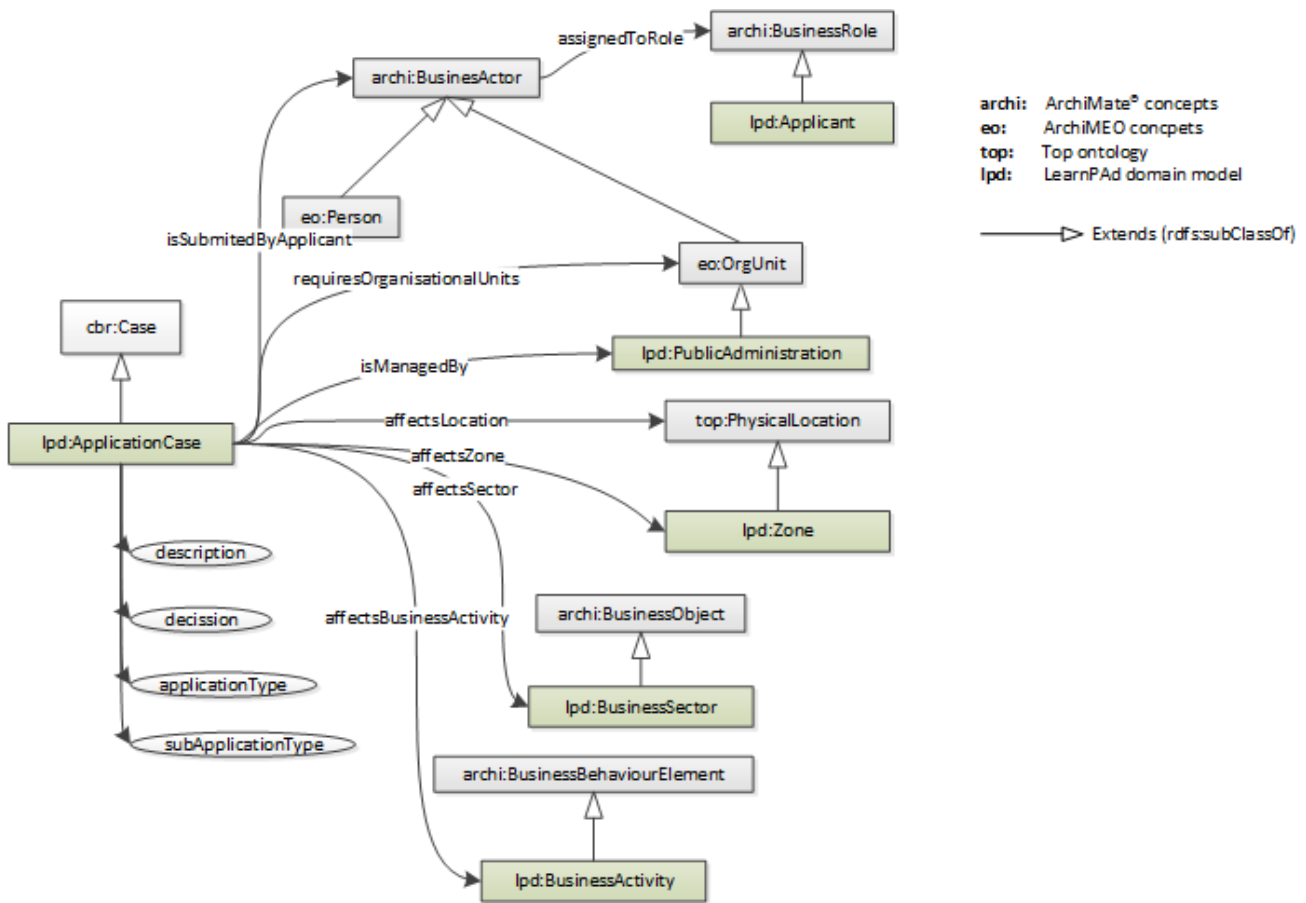 archi:BusinessRole
assignedToRole
archi:BusinesActor
lpd:Applicant
archi: ArchiMate® concepts
eo: ArchiMEO concpets
top: Top ontology
lpd: LearnPAd domain model
eo:Person
isSubmitedByApplicant
Extends (rdfs:subClassOf)
eo:OrgUnit
requiresOrganisationalUnits
cbr:Case
lpd:PublicAdministration
isManagedBy
affectsLocation
top:PhysicalLocation
lpd:ApplicationCase
affectsZone
affectsSector
lpd:Zone
description
decission
affectsBusinessActivity
archi:BusinessObject
applicationType
lpd:BusinessSector
subApplicationType
archi:BusinessBehaviourElement
lpd:BusinessActivity